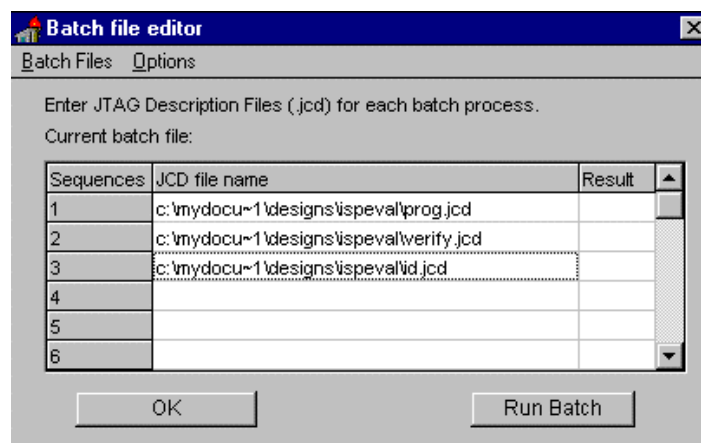 Batch file editor
Batch Files Options
Enter JTAG Description Files (.jcd) for each batch process.
Current batch file:
Sequences JCD file name Result
1 c:\mydocu~1\designs\ispeval\prog.jcd
2 c:\mydocu~1\designs\ispeval\verify.jcd
3 c:\mydocu~1\designs\ispeval\id.jcd
4
5
6
OK Run Batch